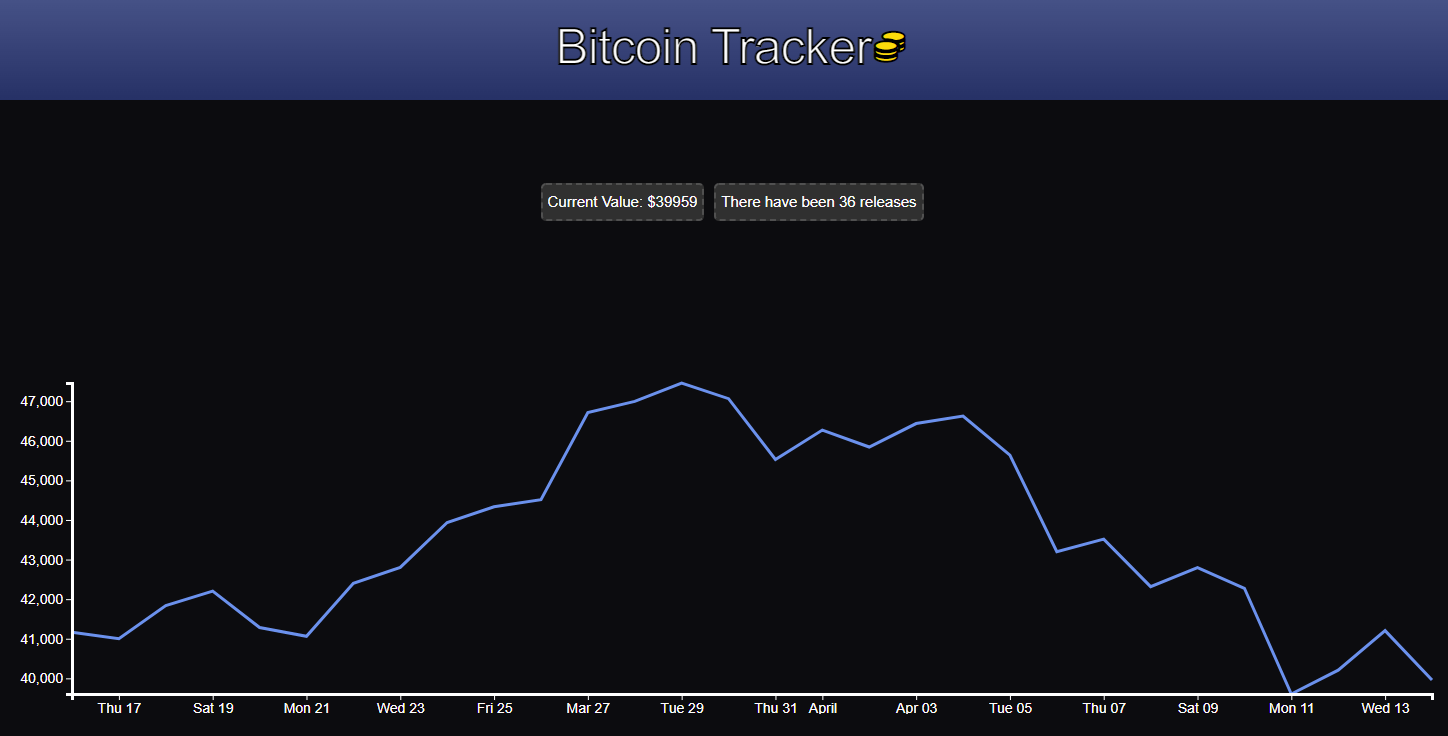 Bitcoin Tracker
Current Value: $39959
There have been 36 releases
47,000
46,000
45,000
44,000
43,000
42,000
41,000
40,000
Thu 17 Sat 19 Mon 21 Wed 23 Fri 25 Mar 27 Tue 29 Thu 31 April Apr 03 Tue 05 Thu 07 Sat 09 Mon 11 Wed 13